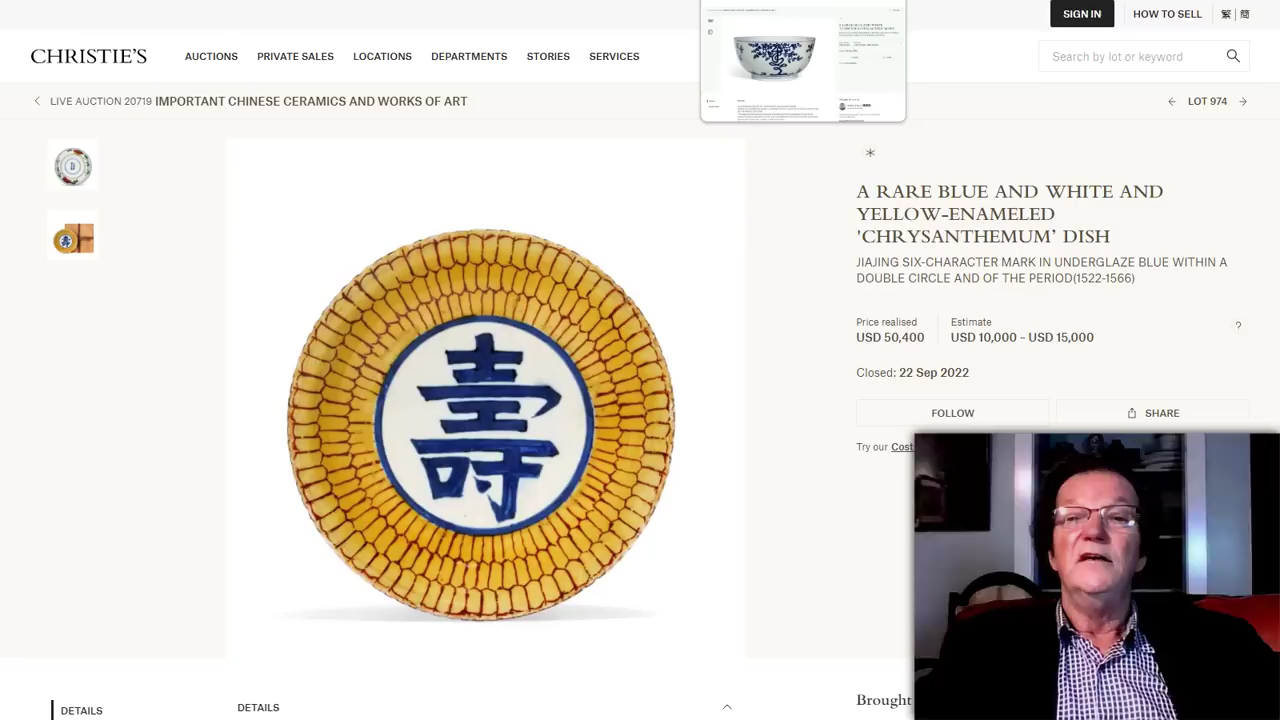 SIGN IN
HOW TO SELL
繁 | 簡
CHRISTIE'S
AUCTIONS
PRIVATE SALES
LOCATIONS
DEPARTMENTS
STORIES
SERVICES
Search by lot or keyword
LIVE AUCTION 20719 IMPORTANT CHINESE CERAMICS AND WORKS OF ART
LOT 974
A RARE BLUE AND WHITE AND
YELLOW-ENAMELED
'CHRYSANTHEMUM’ DISH
JIAJING SIX-CHARACTER MARK IN UNDERGLAZE BLUE WITHIN A
DOUBLE CIRCLE AND OF THE PERIOD(1522-1566)
Price realised
USD 50,400
Estimate
USD 10,000 – USD 15,000
?
Closed: 22 Sep 2022
FOLLOW
SHARE
Try our Cost
壽
Brought
DETAILS
DETAILS